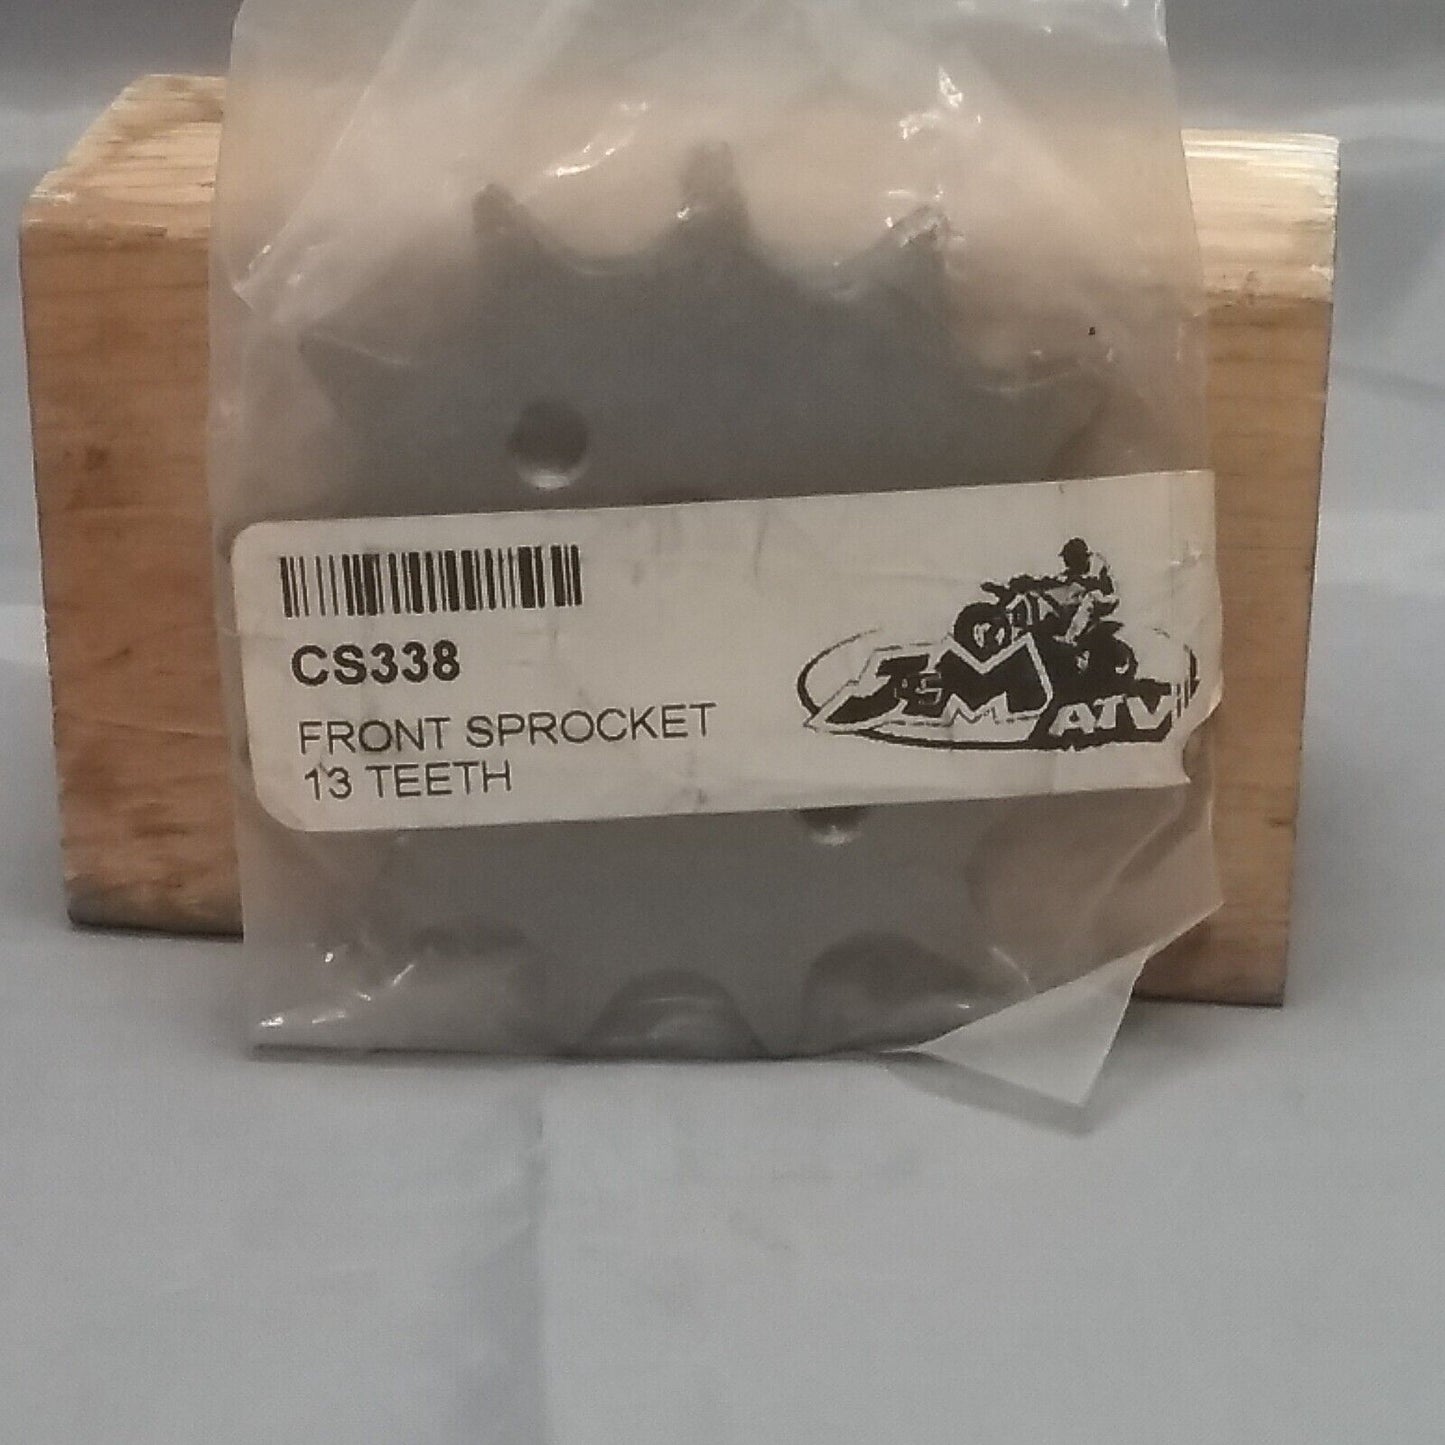 CS338
FRONT SPROCKET
13 TEETH
J&M
ATV